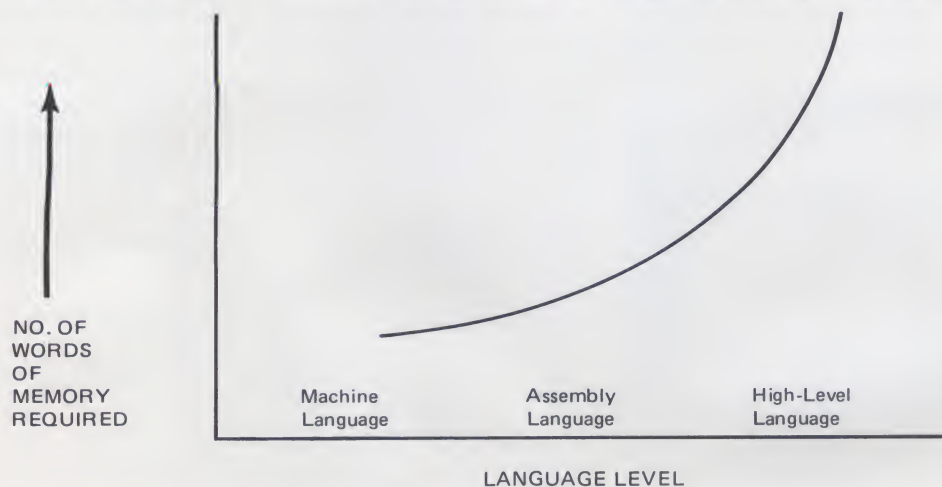 NO. OF
WORDS
OF
MEMORY
REQUIRED
Machine
Language
Assembly
Language
High-Level
Language
LANGUAGE LEVEL